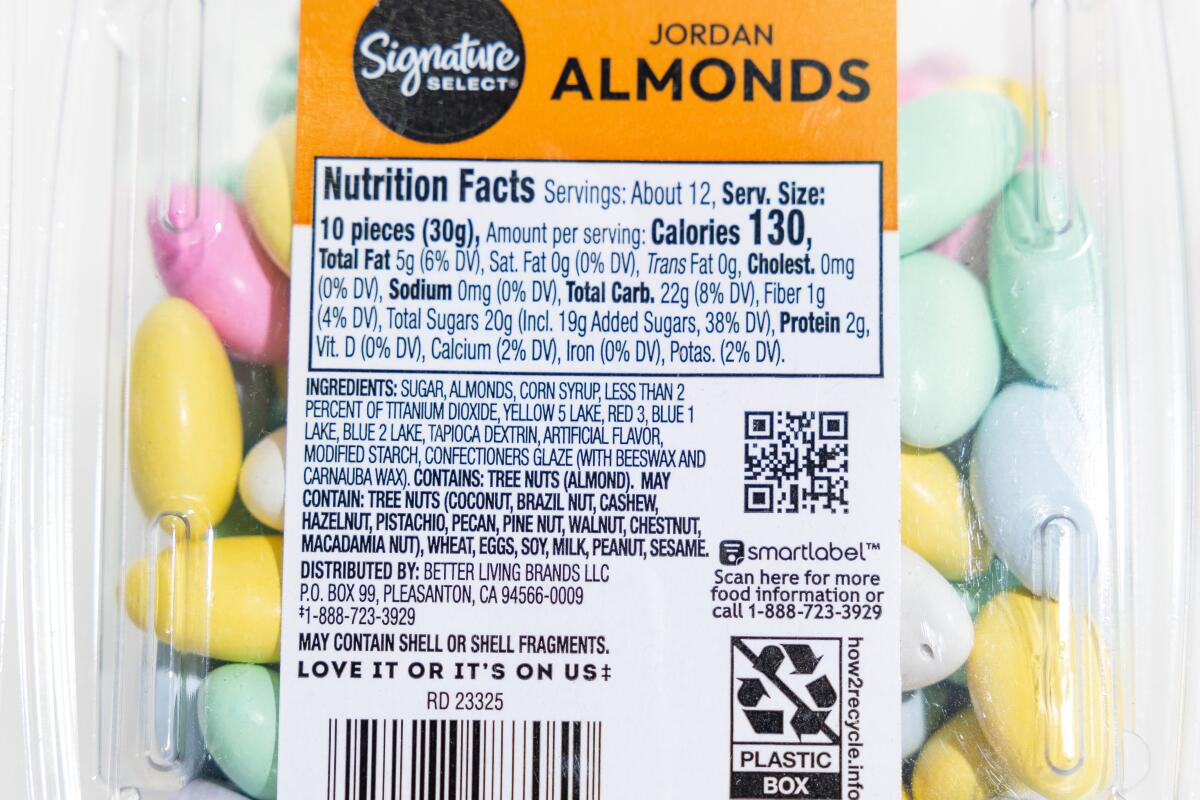 Signature
SELECT®
JORDAN
ALMONDS
Nutrition Facts Servings: About 12, Serv. Size:
10 pieces (30g), Amount per serving: Calories 130,
Total Fat 5g (6% DV), Sat. Fat 0g (0% DV), Trans Fat 0g, Cholest. 0mg
(0% DV), Sodium 0mg (0% DV), Total Carb. 22g (8% DV), Fiber 1g
(4% DV), Total Sugars 20g (Incl. 19g Added Sugars, 38% DV), Protein 2g,
Vit. D (0% DV), Calcium (2% DV), Iron (0% DV), Potas. (2% DV).
INGREDIENTS: SUGAR, ALMONDS, CORN SYRUP, LESS THAN 2
PERCENT OF TITANIUM DIOXIDE, YELLOW 5 LAKE, RED 3, BLUE 1
LAKE, BLUE 2 LAKE, TAPIOCA DEXTRIN, ARTIFICIAL FLAVOR,
MODIFIED STARCH, CONFECTIONERS GLAZE (WITH BEESWAX AND
CARNAUBA WAX). CONTAINS: TREE NUTS (ALMOND). MAY
CONTAIN: TREE NUTS (COCONUT, BRAZIL NUT, CASHEW,
HAZELNUT, PISTACHIO, PECAN, PINE NUT, WALNUT, CHESTNUT,
MACADAMIA NUT), WHEAT, EGGS, SOY, MILK, PEANUT, SESAME.
DISTRIBUTED BY: BETTER LIVING BRANDS LLC
P.O. BOX 99, PLEASANTON, CA 94566-0009
‡1-888-723-3929
MAY CONTAIN SHELL OR SHELL FRAGMENTS.
LOVE IT OR IT'S ON US‡
RD 23325
smartlabel™
Scan here for more
food information or
call 1-888-723-3929
PLASTIC
BOX
how2recycle.info